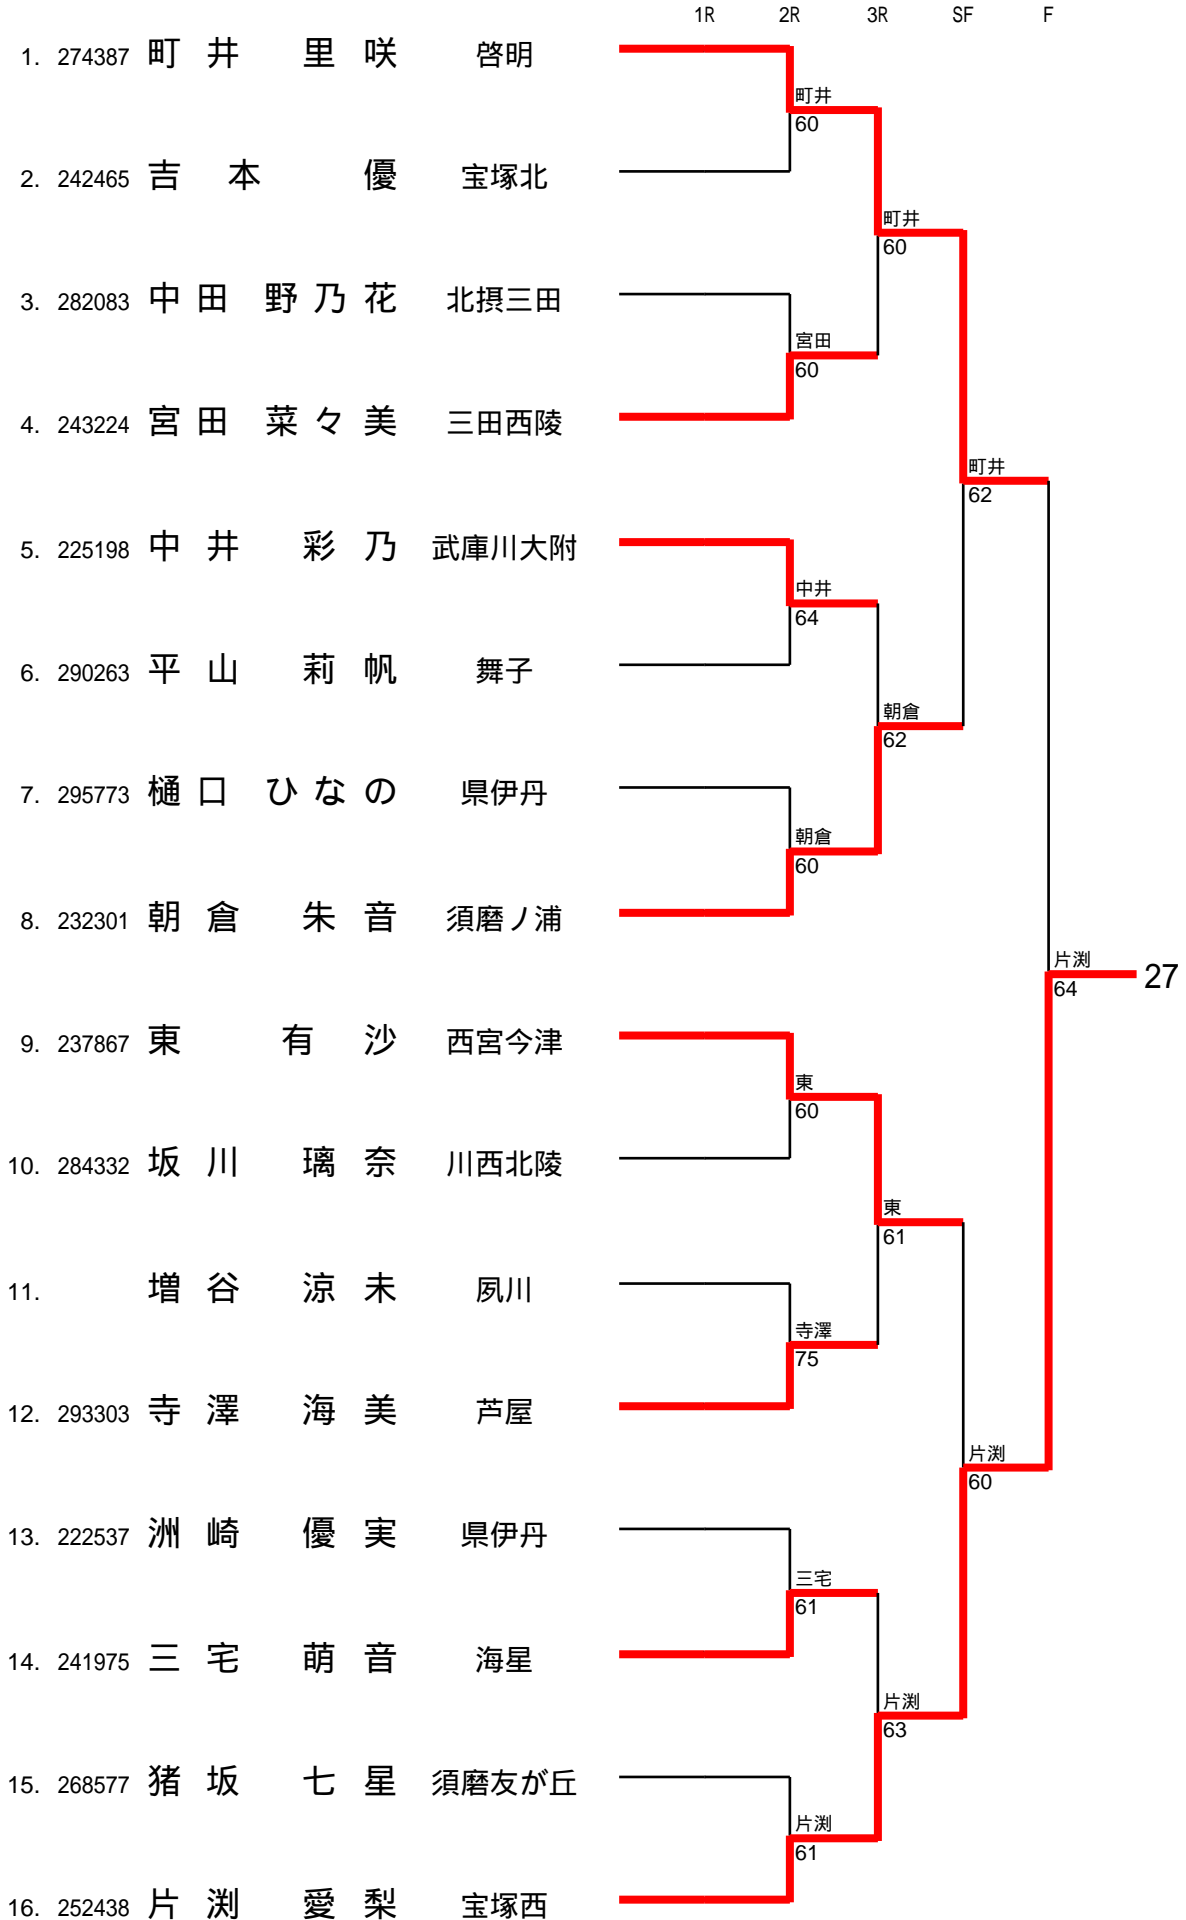 1R 2R 3R SF F
1. 274387 町井 里咲 啓明
町井
60
2. 242465 吉本 優 宝塚北
町井
60
3. 282083 中田 野乃花 北摂三田
宮田
60
4. 243224 宮田 菜々美 三田西陵
町井
62
5. 225198 中井 彩乃 武庫川大附
中井
64
6. 290263 平山 莉帆 舞子
朝倉
62
7. 295773 樋口 ひなの 県伊丹
朝倉
60
8. 232301 朝倉 朱音 須磨ノ浦
片渕
64
27
9. 237867 東 有沙 西宮今津
東
60
10. 284332 坂川 璃奈 川西北陵
東
61
11. 増谷 涼未 夙川
寺澤
75
12. 293303 寺澤 海美 芦屋
片渕
60
13. 222537 洲崎 優実 県伊丹
三宅
61
14. 241975 三宅 萌音 海星
片渕
63
15. 268577 猪坂 七星 須磨友が丘
片渕
61
16. 252438 片渕 愛梨 宝塚西